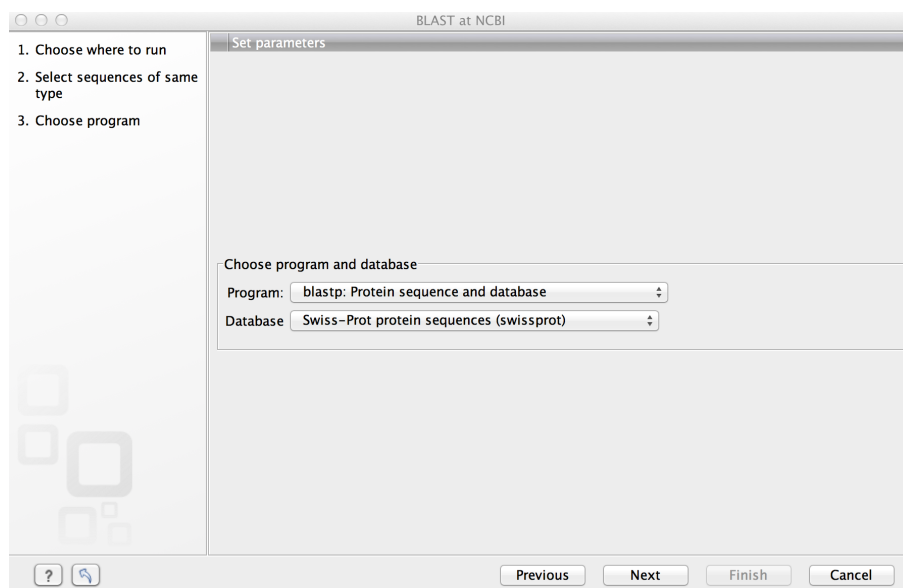 BLAST at NCBI
1. Choose where to run
2. Select sequences of same
type
3. Choose program
Set parameters
Choose program and database
Program: blastp: Protein sequence and database
Database Swiss-Prot protein sequences (swissprot)
? Previous Next Finish Cancel